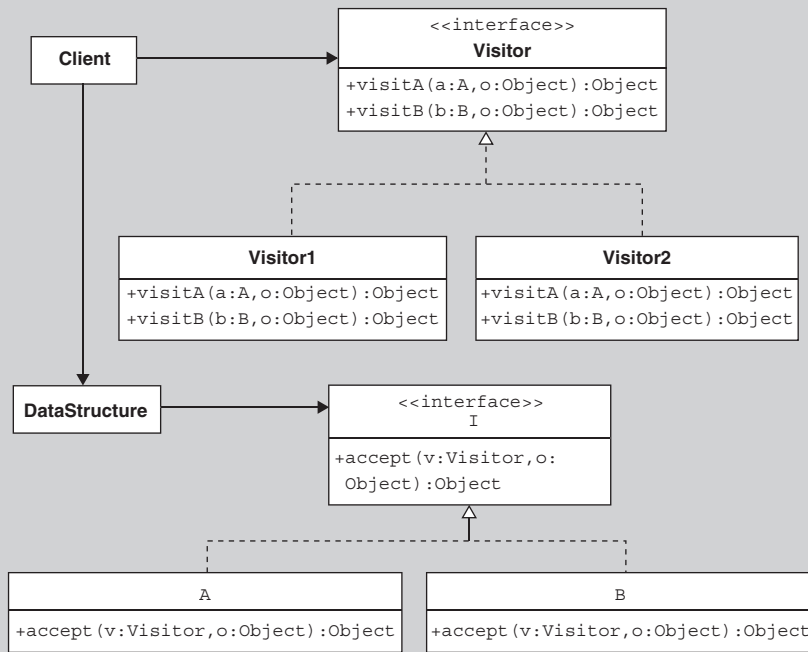 Client
<<interface>>
Visitor
+visitA(a:A,o:Object):Object
+visitB(b:B,o:Object):Object
Visitor1
+visitA(a:A,o:Object):Object
+visitB(b:B,o:Object):Object
Visitor2
+visitA(a:A,o:Object):Object
+visitB(b:B,o:Object):Object
DataStructure
<<interface>>
I
+accept(v:Visitor,o:
Object):Object
A
+accept(v:Visitor,o:Object):Object
B
+accept(v:Visitor,o:Object):Object